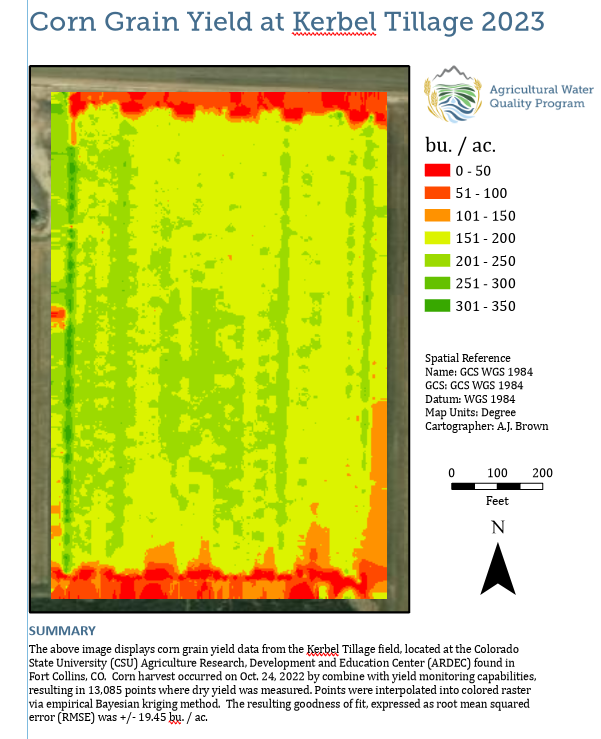 Corn Grain Yield at Kerbel Tillage 2023
Agricultural Water
Quality Program
bu. / ac.
0 - 50
51 - 100
101 - 150
151 - 200
201 - 250
251 - 300
301 - 350
Spatial Reference
Name: GCS WGS 1984
GCS: GCS WGS 1984
Datum: WGS 1984
Map Units: Degree
Cartographer: A.J. Brown
0 100 200
Feet
N
SUMMARY
The above image displays corn grain yield data from the Kerbel Tillage field, located at the Colorado
State University (CSU) Agriculture Research, Development and Education Center (ARDEC) found in
Fort Collins, CO. Corn harvest occurred on Oct. 24, 2022 by combine with yield monitoring capabilities,
resulting in 13,085 points where dry yield was measured. Points were interpolated into colored raster
via empirical Bayesian kriging method. The resulting goodness of fit, expressed as root mean squared
error (RMSE) was +/- 19.45 bu. / ac.